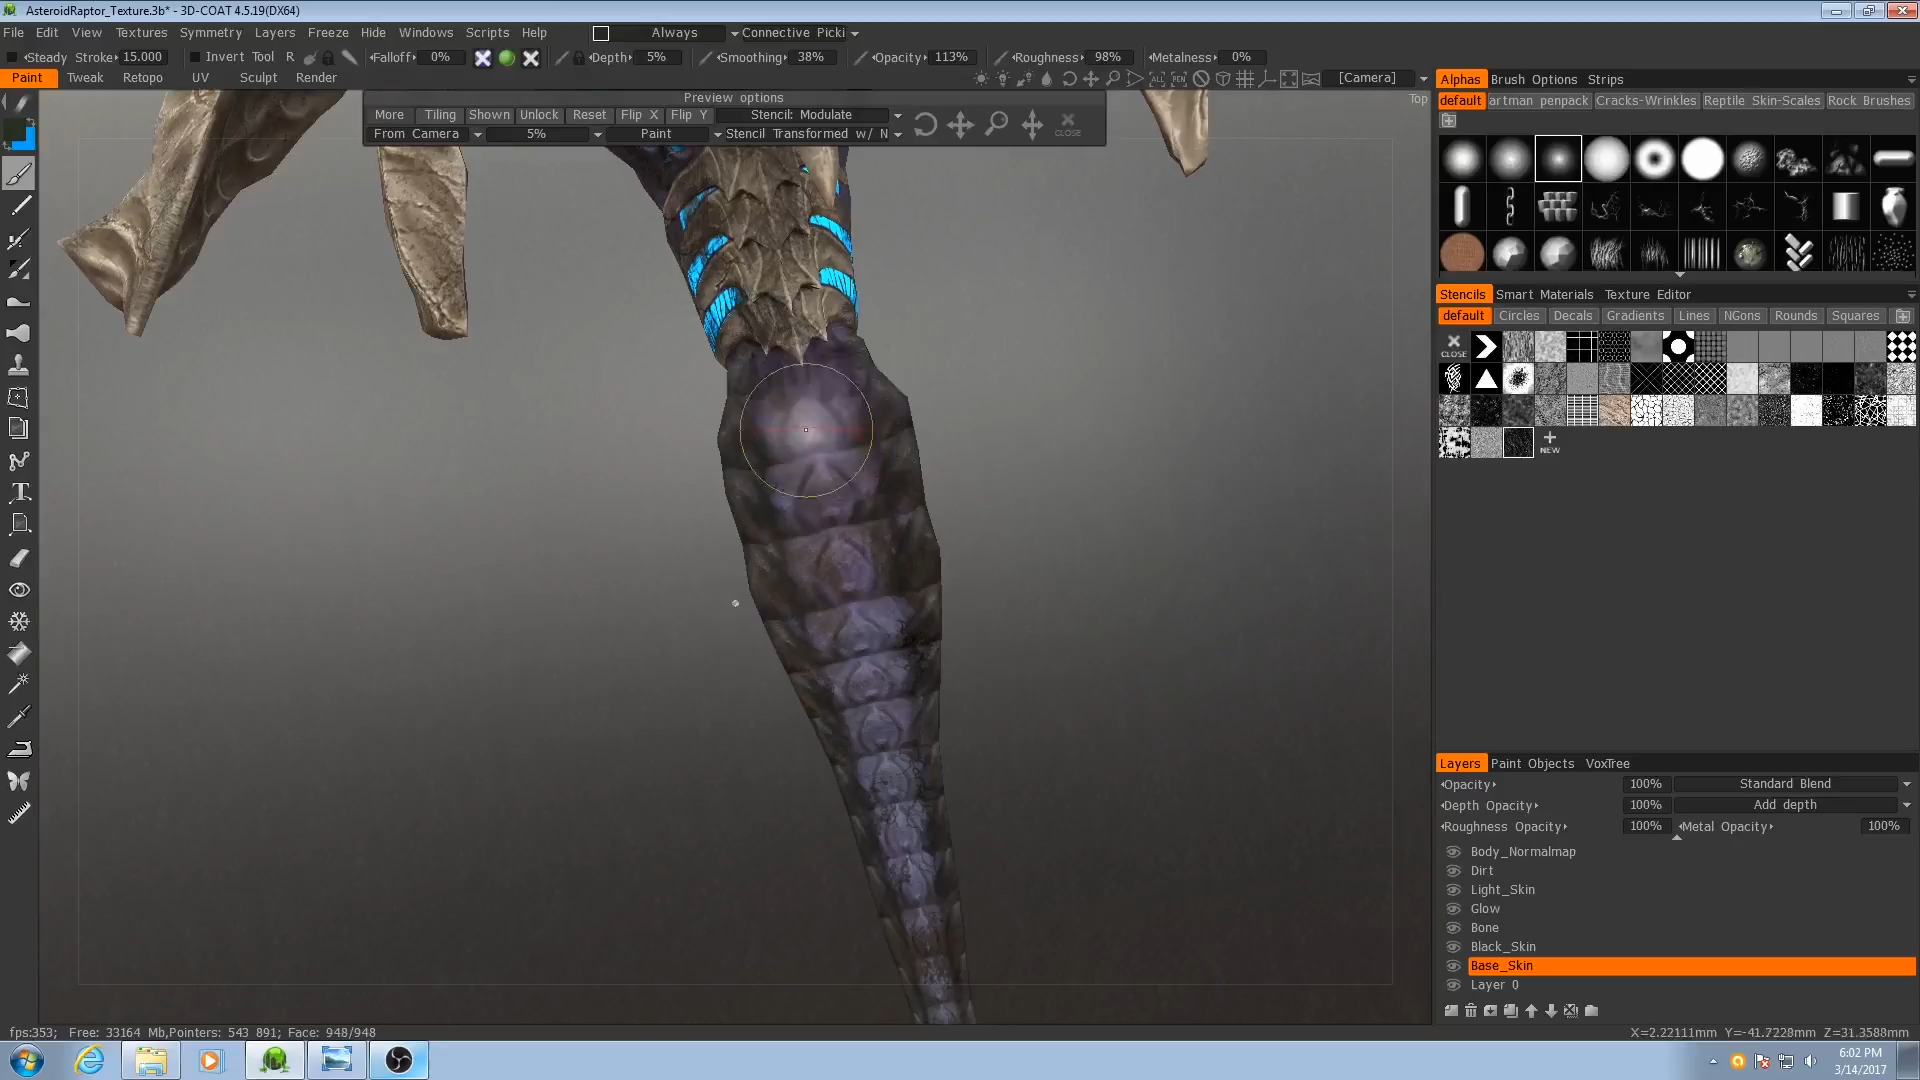 AsteroidRaptor_Texture.3b* - 3D-COAT 4.5.19(DX64)
File Edit View Textures Symmetry Layers Freeze Hide Windows Scripts Help Always Connective Picki
Steady Stroke 15.000 Invert Tool R Falloff 0% Depth 5% Smoothing 38% Opacity 113% Roughness 98% Metalness 0%
Paint Tweak Retopo UV Sculpt Render [Camera]
Alphas Brush Options Strips
Preview options Top
default artman penpack Cracks-Wrinkles Reptile Skin-Scales Rock Brushes
More Tiling Shown Unlock Reset Flip X Flip Y Stencil: Modulate
From Camera 5% Paint Stencil Transformed w/ N CLOSE
Stencils Smart Materials Texture Editor
default Circles Decals Gradients Lines NGons Rounds Squares
CLOSE
NEW
Layers Paint Objects VoxTree
Opacity 100% Standard Blend
Depth Opacity 100% Add depth
Roughness Opacity 100% Metal Opacity 100%
Body_Normalmap
Dirt
Light_Skin
Glow
Bone
Black_Skin
Base_Skin
Layer 0
fps:353; Free: 33164 Mb,Pointers: 543 891; Face: 948/948 X=2.22111mm Y=-41.7228mm Z=31.3588mm
6:02 PM
3/14/2017